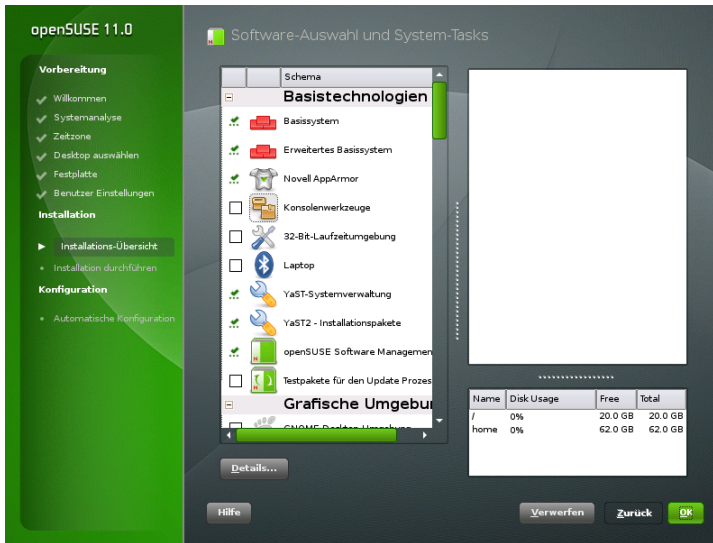 openSUSE 11.0
Software-Auswahl und System-Tasks
Vorbereitung
Willkommen
Systemanalyse
Zeitzone
Desktop auswählen
Festplatte
Benutzer Einstellungen
Installation
Installations-Übersicht
Installation durchführen
Konfiguration
Automatische Konfiguration
Schema
Basistechnologien
Basissystem
Erweitertes Basissystem
Novell AppArmor
Konsolenwerkzeuge
32-Bit-Laufzeitumgebung
Laptop
YaST-Systemverwaltung
YaST2 - Installationspakete
openSUSE Software Managemen
Testpakete für den Update Prozes
Grafische Umgebur
GNOME Desktop-Umgebung
Name Disk Usage Free Total
/ 0% 20.0 GB 20.0 GB
home 0% 62.0 GB 62.0 GB
Details...
Hilfe
Verwerfen
Zurück
OK